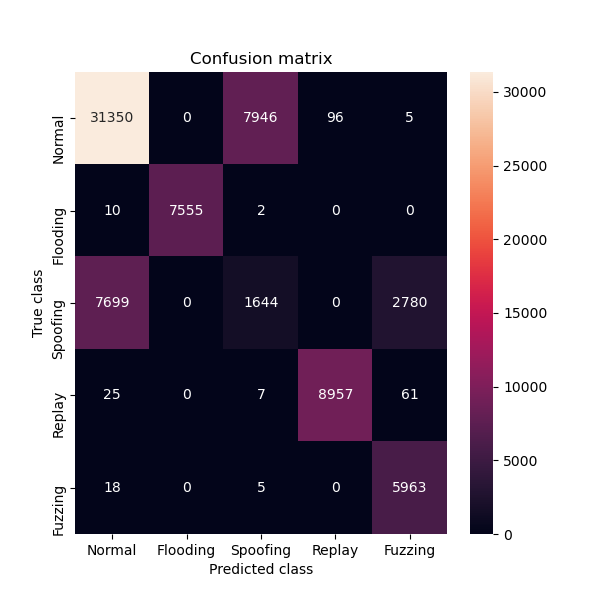 Confusion matrix
True class
Normal 31350 0 7946 96 5
Flooding 10 7555 2 0 0
Spoofing 7699 0 1644 0 2780
Replay 25 0 7 8957 61
Fuzzing 18 0 5 0 5963
Normal Flooding Spoofing Replay Fuzzing
Predicted class
30000
25000
20000
15000
10000
5000
0